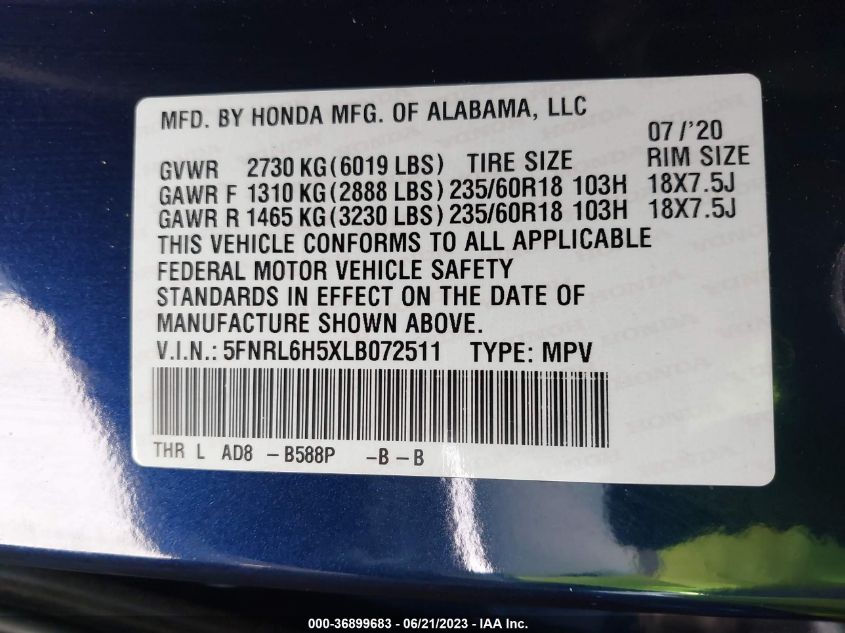 MFD. BY HONDA MFG. OF ALABAMA, LLC
07/'20
GVWR 2730 KG (6019 LBS) TIRE SIZE RIM SIZE
GAWR F 1310 KG (2888 LBS) 235/60R18 103H 18X7.5J
GAWR R 1465 KG (3230 LBS) 235/60R18 103H 18X7.5J
THIS VEHICLE CONFORMS TO ALL APPLICABLE
FEDERAL MOTOR VEHICLE SAFETY
STANDARDS IN EFFECT ON THE DATE OF
MANUFACTURE SHOWN ABOVE.
V.I.N.: 5FNRL6H5XLB072511 TYPE: MPV
THR L AD8 - B588P - B - B
000-36899683 - 06/21/2023 - IAA Inc.